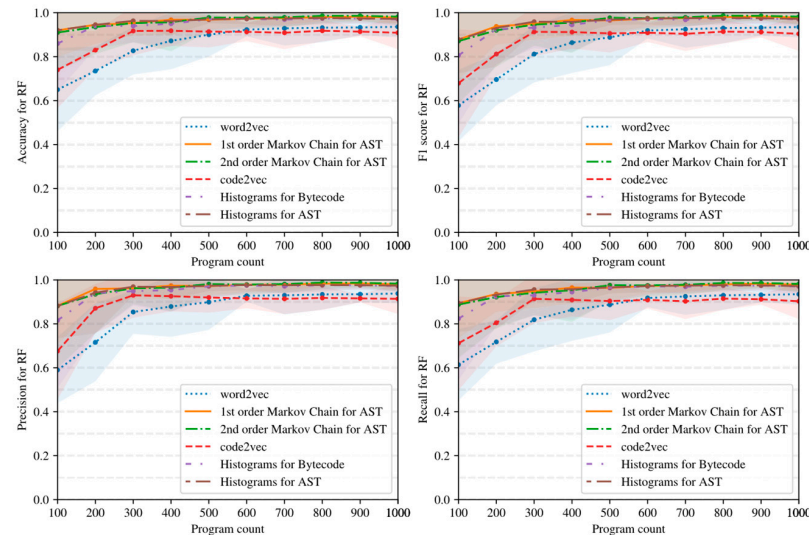 1.0
0.8
0.6
0.4
0.2
0.0
Accuracy for RF
word2vec
1st order Markov Chain for AST
2nd order Markov Chain for AST
code2vec
Histograms for Bytecode
Histograms for AST
100 200 300 400 500 600 700 800 900 1000
Program count
1.0
0.8
0.6
0.4
0.2
0.0
F1 score for RF
word2vec
1st order Markov Chain for AST
2nd order Markov Chain for AST
code2vec
Histograms for Bytecode
Histograms for AST
100 200 300 400 500 600 700 800 900 1000
Program count
1.0
0.8
0.6
0.4
0.2
0.0
Precision for RF
word2vec
1st order Markov Chain for AST
2nd order Markov Chain for AST
code2vec
Histograms for Bytecode
Histograms for AST
100 200 300 400 500 600 700 800 900 1000
Program count
1.0
0.8
0.6
0.4
0.2
0.0
Recall for RF
word2vec
1st order Markov Chain for AST
2nd order Markov Chain for AST
code2vec
Histograms for Bytecode
Histograms for AST
100 200 300 400 500 600 700 800 900 1000
Program count